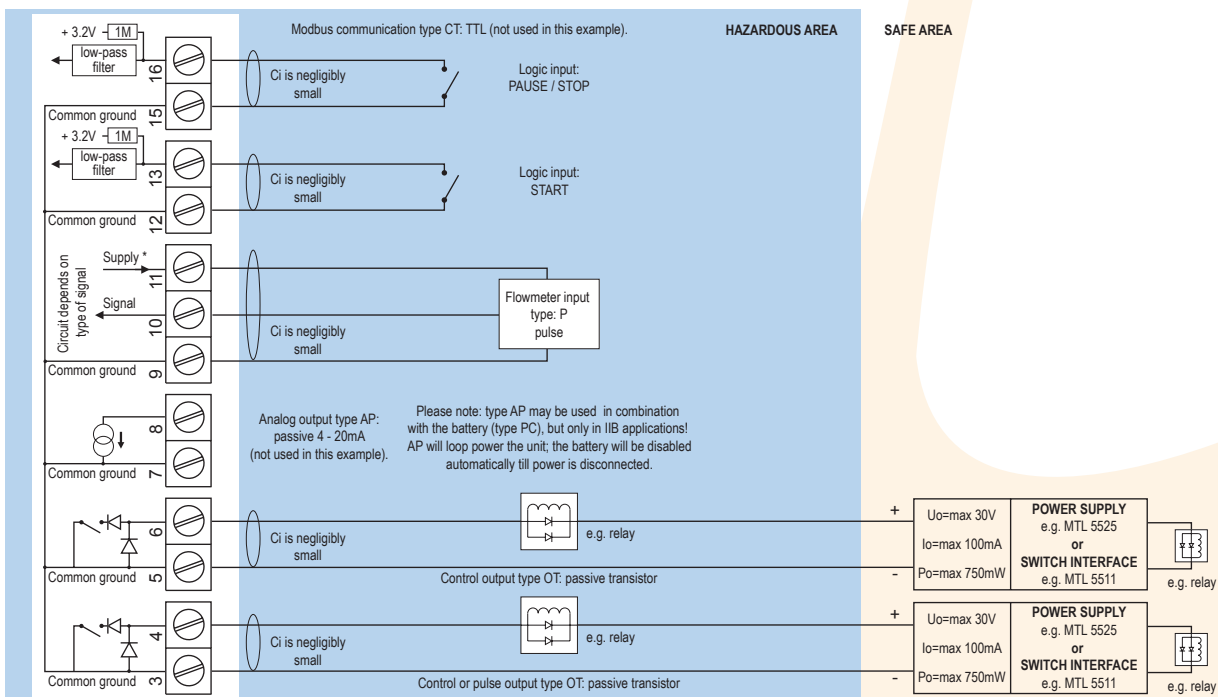 Modbus communication type CT: TTL (not used in this example).
HAZARDOUS AREA
SAFE AREA
+ 3.2V
1M
low-pass
filter
16
Ci is negligibly
small
Logic input:
PAUSE / STOP
15
Common ground
+ 3.2V
1M
low-pass
filter
13
Ci is negligibly
small
Logic input:
START
12
Common ground
Circuit depends on
type of signal
Supply *
11
Signal
10
Ci is negligibly
small
Flowmeter input
type: P
pulse
9
Common ground
8
Analog output type AP:
passive 4 - 20mA
(not used in this example).
Please note: type AP may be used in combination
with the battery (type PC), but only in IIB applications!
AP will loop power the unit; the battery will be disabled
automatically till power is disconnected.
7
Common ground
6
Ci is negligibly
small
e.g. relay
5
Common ground
Control output type OT: passive transistor
+
-
Uo=max 30V
Io=max 100mA
Po=max 750mW
POWER SUPPLY
e.g. MTL 5525
or
SWITCH INTERFACE
e.g. MTL 5511
e.g. relay
4
Ci is negligibly
small
e.g. relay
3
Common ground
Control or pulse output type OT: passive transistor
+
-
Uo=max 30V
Io=max 100mA
Po=max 750mW
POWER SUPPLY
e.g. MTL 5525
or
SWITCH INTERFACE
e.g. MTL 5511
e.g. relay